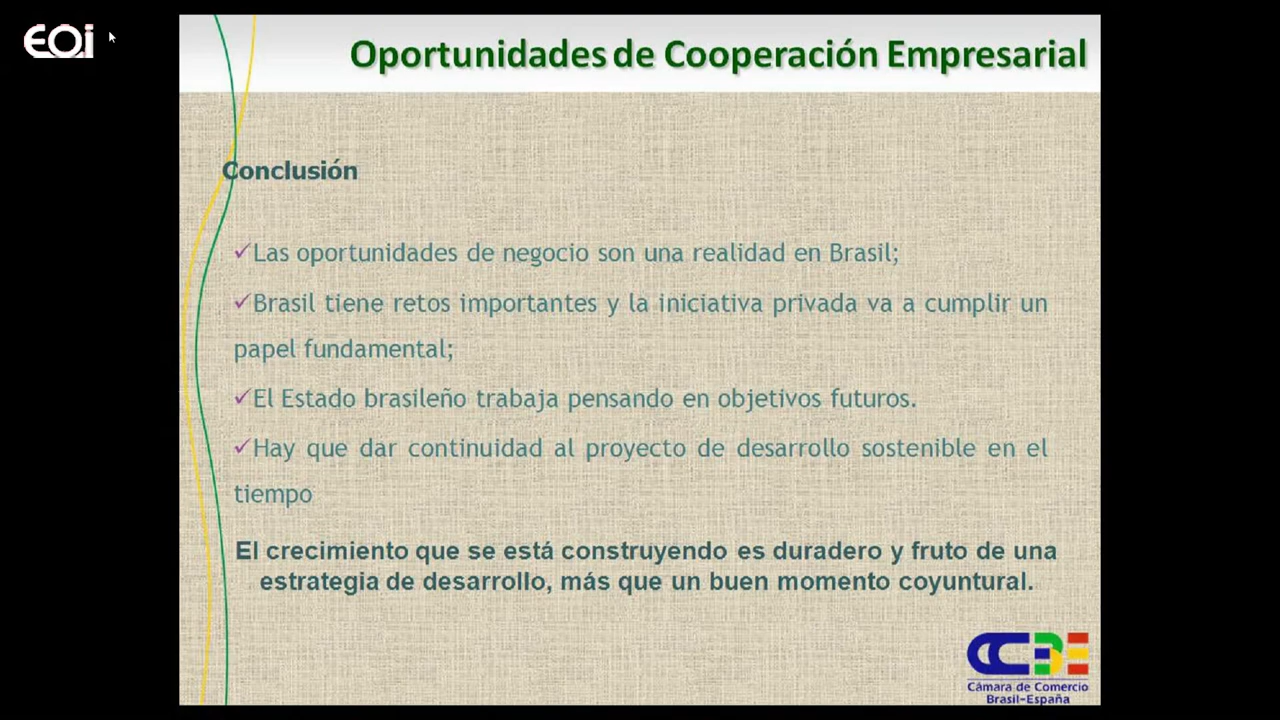 EOi
Oportunidades de Cooperación Empresarial
Conclusión
✓Las oportunidades de negocio son una realidad en Brasil;
✓Brasil tiene retos importantes y la iniciativa privada va a cumplir un
papel fundamental;
✓El Estado brasileño trabaja pensando en objetivos futuros.
✓Hay que dar continuidad al proyecto de desarrollo sostenible en el
tiempo
El crecimiento que se está construyendo es duradero y fruto de una
estrategia de desarrollo, más que un buen momento coyuntural.
CCBE
Cámara de Comercio
Brasil-España